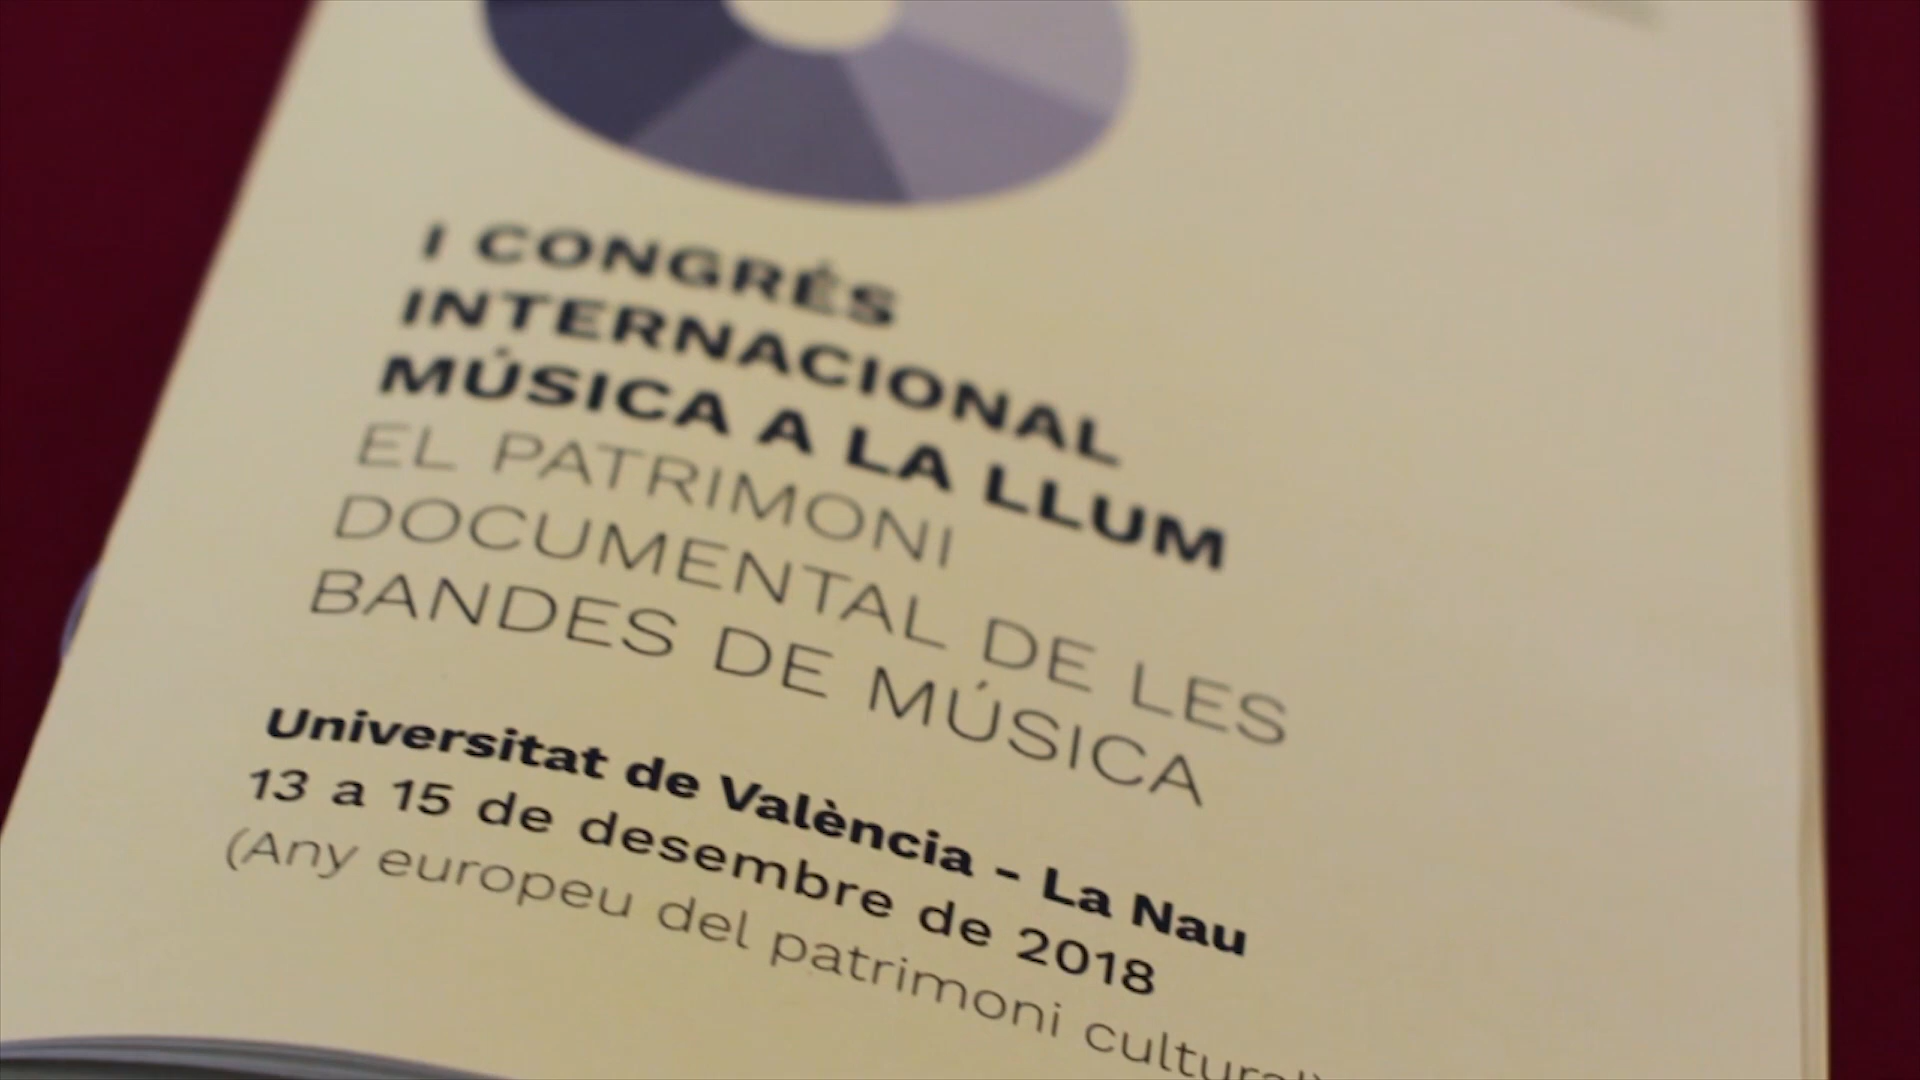 I CONGRÉS
INTERNACIONAL
MÚSICA A LA LLUM
EL PATRIMONI
DOCUMENTAL DE LES
BANDES DE MÚSICA
Universitat de València - La Nau
13 a 15 de desembre de 2018
(Any europeu del patrimoni cultural)